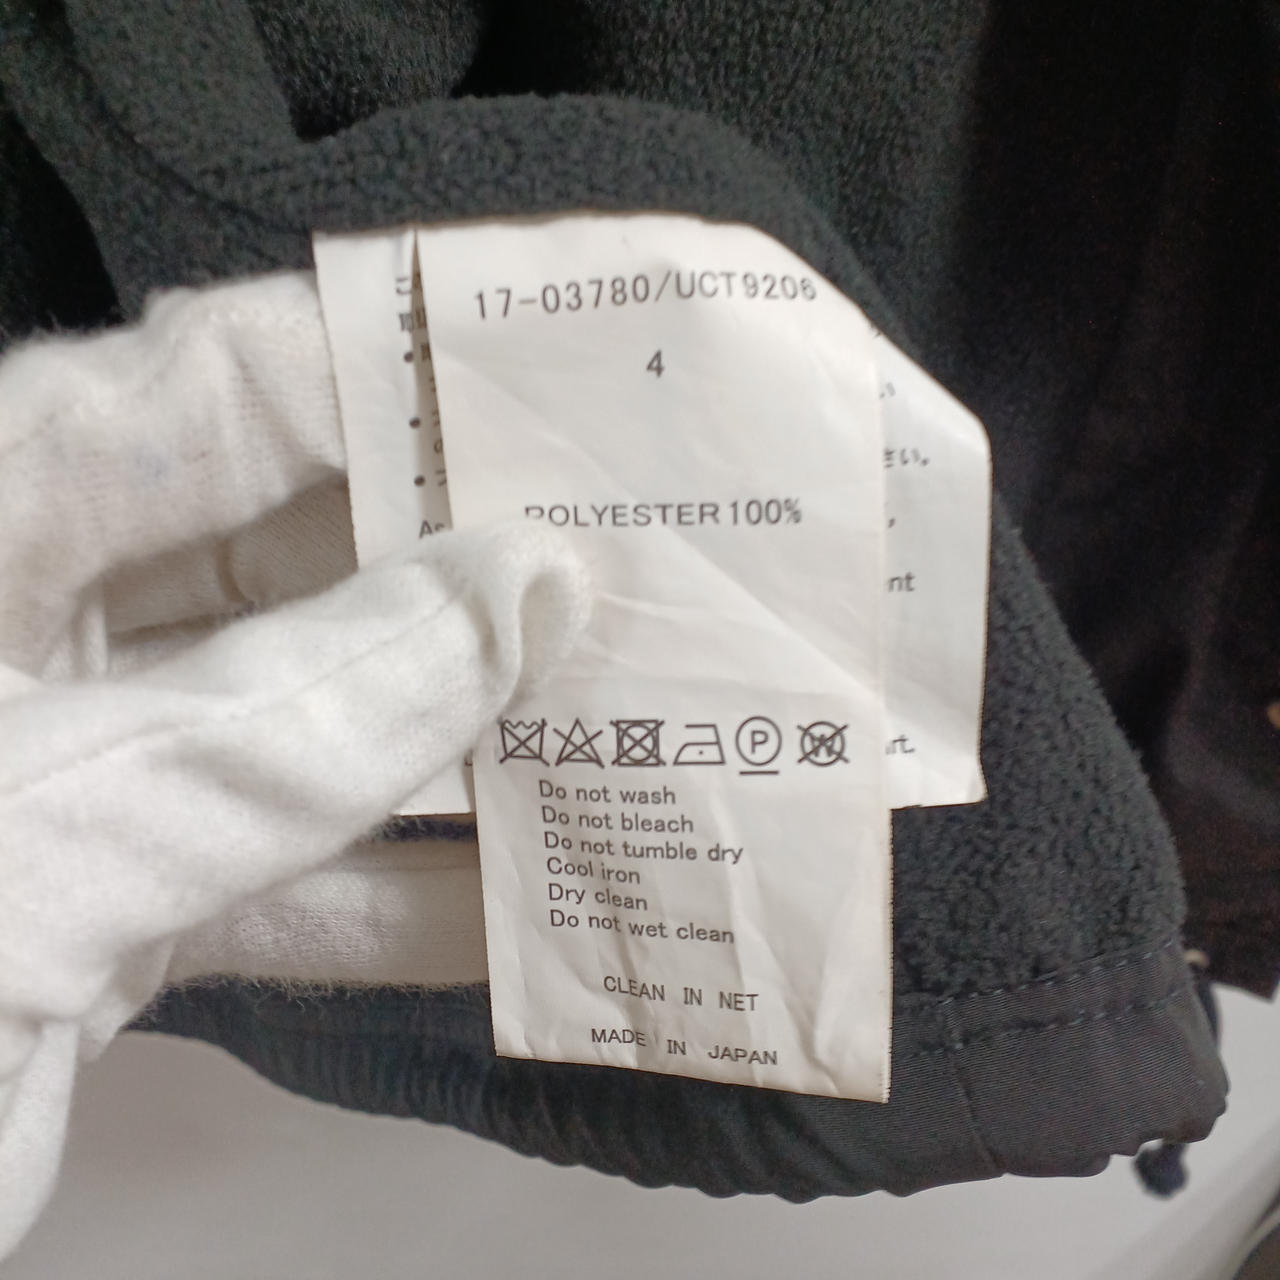 17-03780/UCT9206
4
POLYESTER 100%
P
W
Do not wash
Do not bleach
Do not tumble dry
Cool iron
Dry clean
Do not wet clean
CLEAN IN NET
MADE IN JAPAN